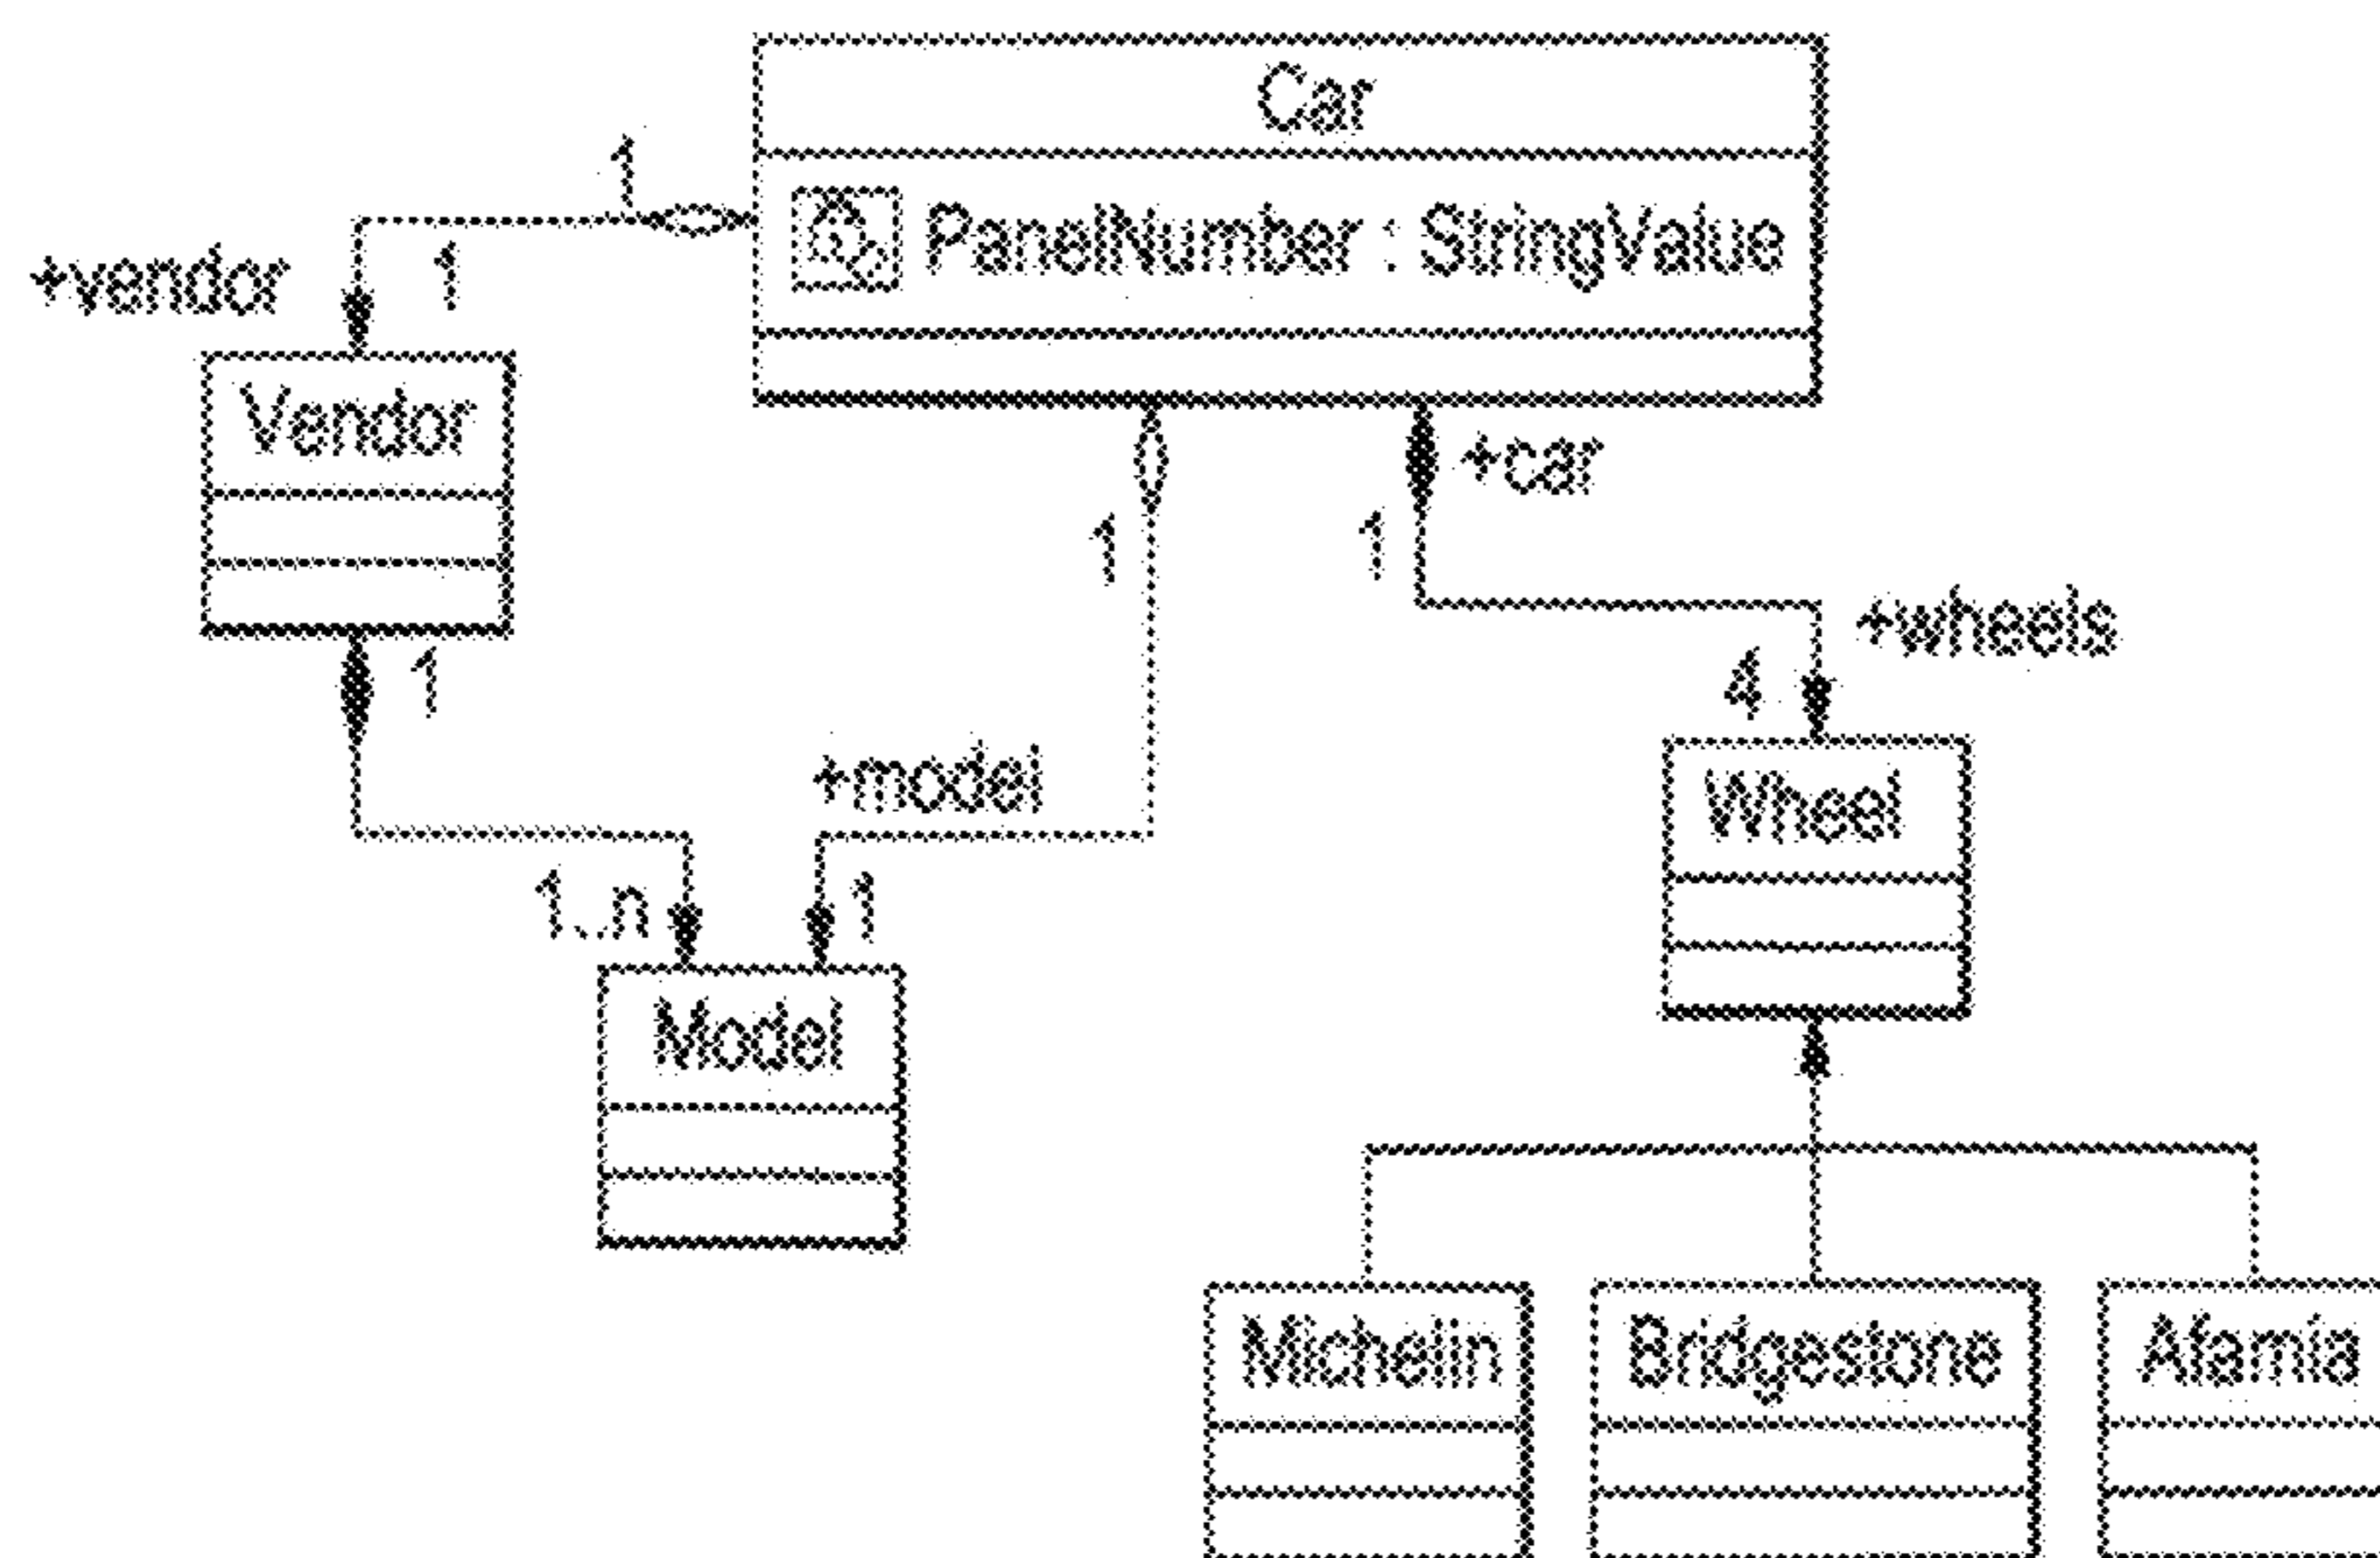 Car
1
PanelNumber : StringValue
+vendor
1
Vendor
+car
1
1
+wheels
1
4
+model
Wheel
1..n
1
Model
Michelin
Bridgestone
Afamia